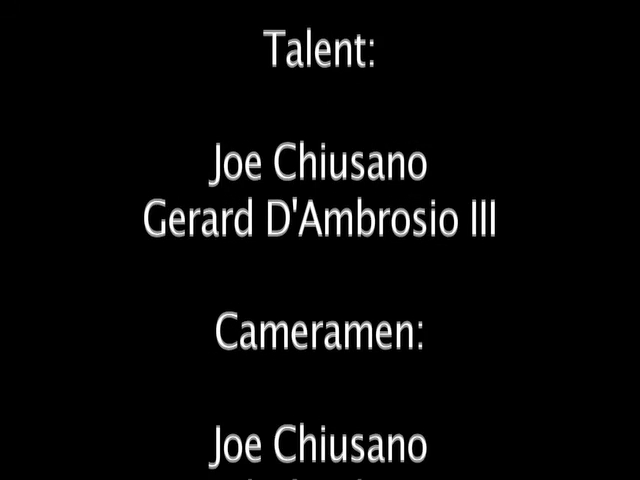 Talent:
Joe Chiusano
Gerard D'Ambrosio III
Cameramen:
Joe Chiusano